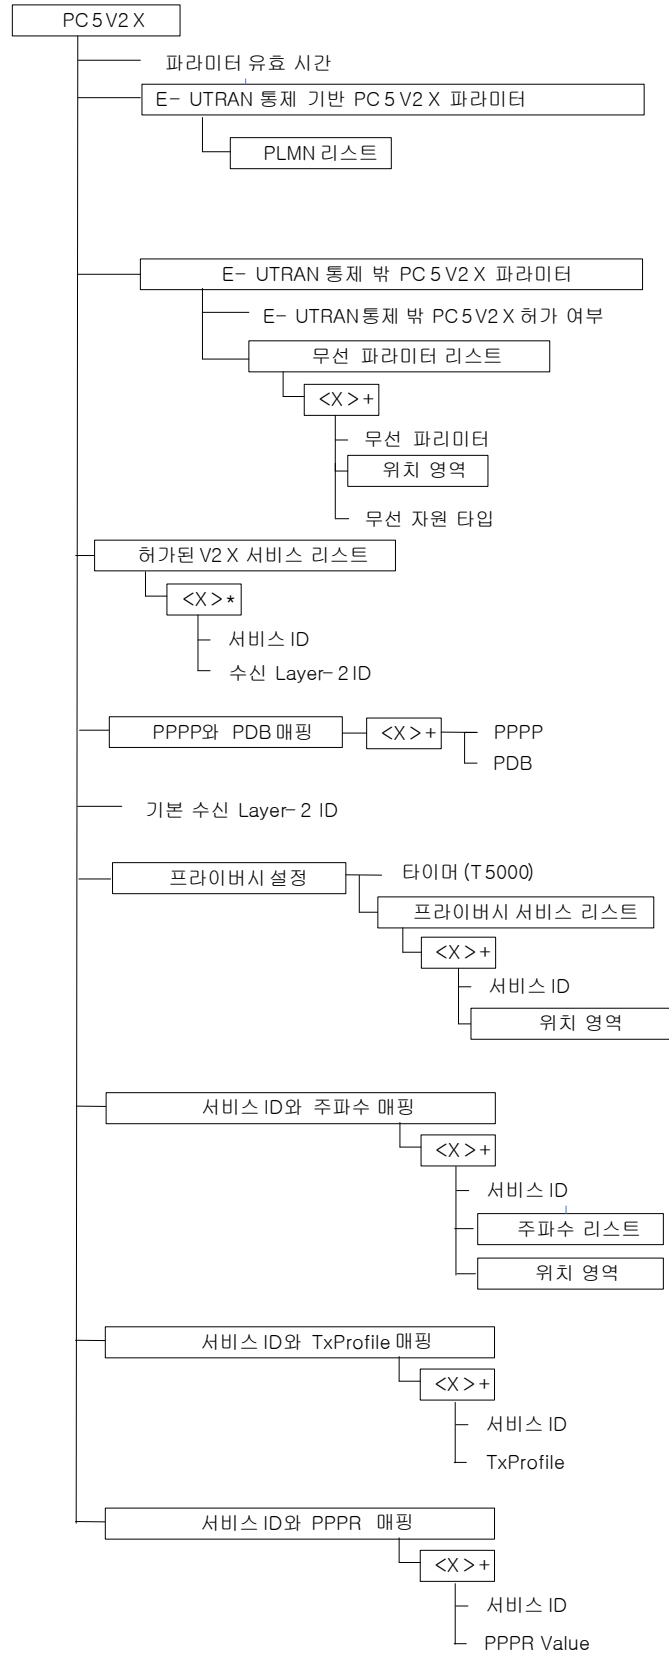 PC5 V2X
파라미터 유효 시간
E- UTRAN 통제 기반 PC5 V2X 파라미터
PLMN 리스트
E- UTRAN 통제 밖 PC5 V2X 파라미터
E- UTRAN 통제 밖 PC5 V2X 허가 여부
무선 파라미터 리스트
<X>+
무선 파리미터
위치 영역
무선 자원 타입
허가된 V2X 서비스 리스트
<X>*
서비스 ID
수신 Layer-2 ID
PPPP와 PDB 매핑 <X>+ PPPP
PDB
기본 수신 Layer-2 ID
프라이버시 설정 타이머 (T5000)
프라이버시 서비스 리스트
<X>+
서비스 ID
위치 영역
서비스 ID와 주파수 매핑
<X>+
서비스 ID
주파수 리스트
위치 영역
서비스 ID와 TxProfile 매핑
<X>+
서비스 ID
TxProfile
서비스 ID와 PPPR 매핑
<X>+
서비스 ID
PPPR Value